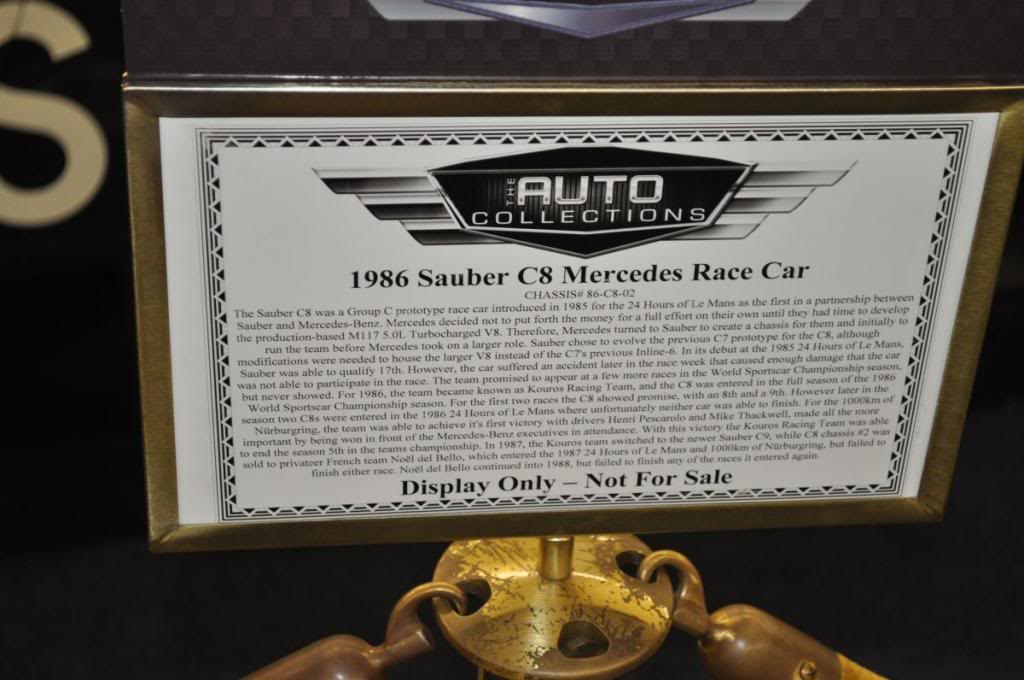 S
THE AUTO
COLLECTIONS
1986 Sauber C8 Mercedes Race Car
CHASSIS# 86-C8-02
The Sauber C8 was a Group C prototype race car introduced in 1985 for the 24 Hours of Le Mans as the first in a partnership between
Sauber and Mercedes-Benz. Mercedes decided not to put forth the money for a full effort on their own until they had time to develop
the production-based M117 5.0L Turbocharged V8. Therefore, Mercedes turned to Sauber to create a chassis for them and initially to
run the team before Mercedes took on a larger role. Sauber chose to evolve the previous C7 prototype for the C8, although
modifications were needed to house the larger V8 instead of the C7's previous Inline-6. In its debut at the 1985 24 Hours of Le Mans,
Sauber was able to qualify 17th. However, the car suffered an accident later in the race week that caused enough damage that the car
was not able to participate in the race. The team promised to appear at a few more races in the World Sportscar Championship season,
but never showed. For 1986, the team became known as Kouros Racing Team, and the C8 was entered in the full season of the 1986
World Sportscar Championship season. For the first two races the C8 showed promise, with an 8th and a 9th. However later in the
season two C8s were entered in the 1986 24 Hours of Le Mans where unfortunately neither car was able to finish. For the 1000km of
Nürburgring, the team was able to achieve it's first victory with drivers Henri Pescarolo and Mike Thackwell, made all the more
important by being won in front of the Mercedes-Benz executives in attendance. With this victory the Kouros Racing Team was able
to end the season 5th in the teams championship. In 1987, the Kouros team switched to the newer Sauber C9, while C8 chassis #2 was
sold to privateer French team Noël del Bello, which entered the 1987 24 Hours of Le Mans and 1000km of Nürburgring, but failed to
finish either race. Noël del Bello continued into 1988, but failed to finish any of the races it entered again.
Display Only – Not For Sale